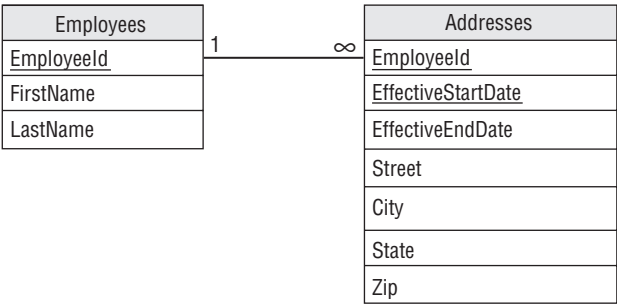 Employees
EmployeeId
FirstName
LastName
1
∞
Addresses
EmployeeId
EffectiveStartDate
EffectiveEndDate
Street
City
State
Zip